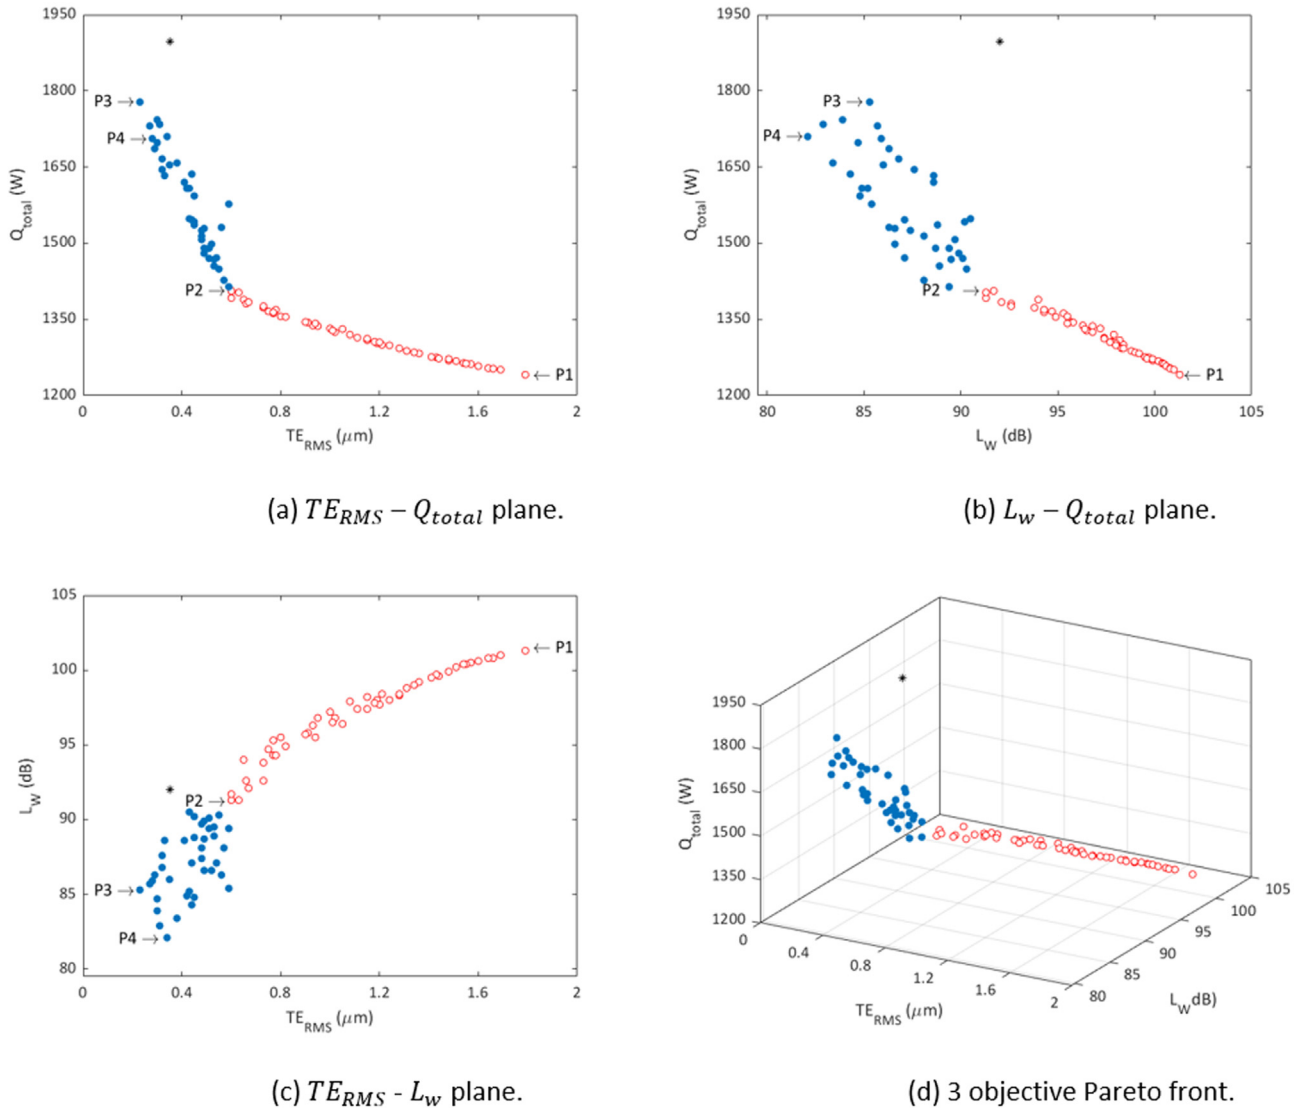 1950
1800
1650
1500
1350
1200
Q_total (W)
P3 →
P4 →
P2 →
← P1
0 0.4 0.8 1.2 1.6 2
TE_RMS (μm)
(a) TE_RMS − Q_total plane.
1950
1800
1650
1500
1350
1200
Q_total (W)
P3 →
P4 →
P2 →
← P1
80 85 90 95 100 105
L_W (dB)
(b) L_w − Q_total plane.
105
100
95
90
85
80
L_W (dB)
← P1
P2 →
P3 →
P4 →
0 0.4 0.8 1.2 1.6 2
TE_RMS (μm)
(c) TE_RMS - L_w plane.
1950
1800
1650
1500
1350
1200
Q_total (W)
0 0.4 0.8 1.2 1.6 2
TE_RMS (μm)
80 85 90 95 100 105
L_WdB)
(d) 3 objective Pareto front.